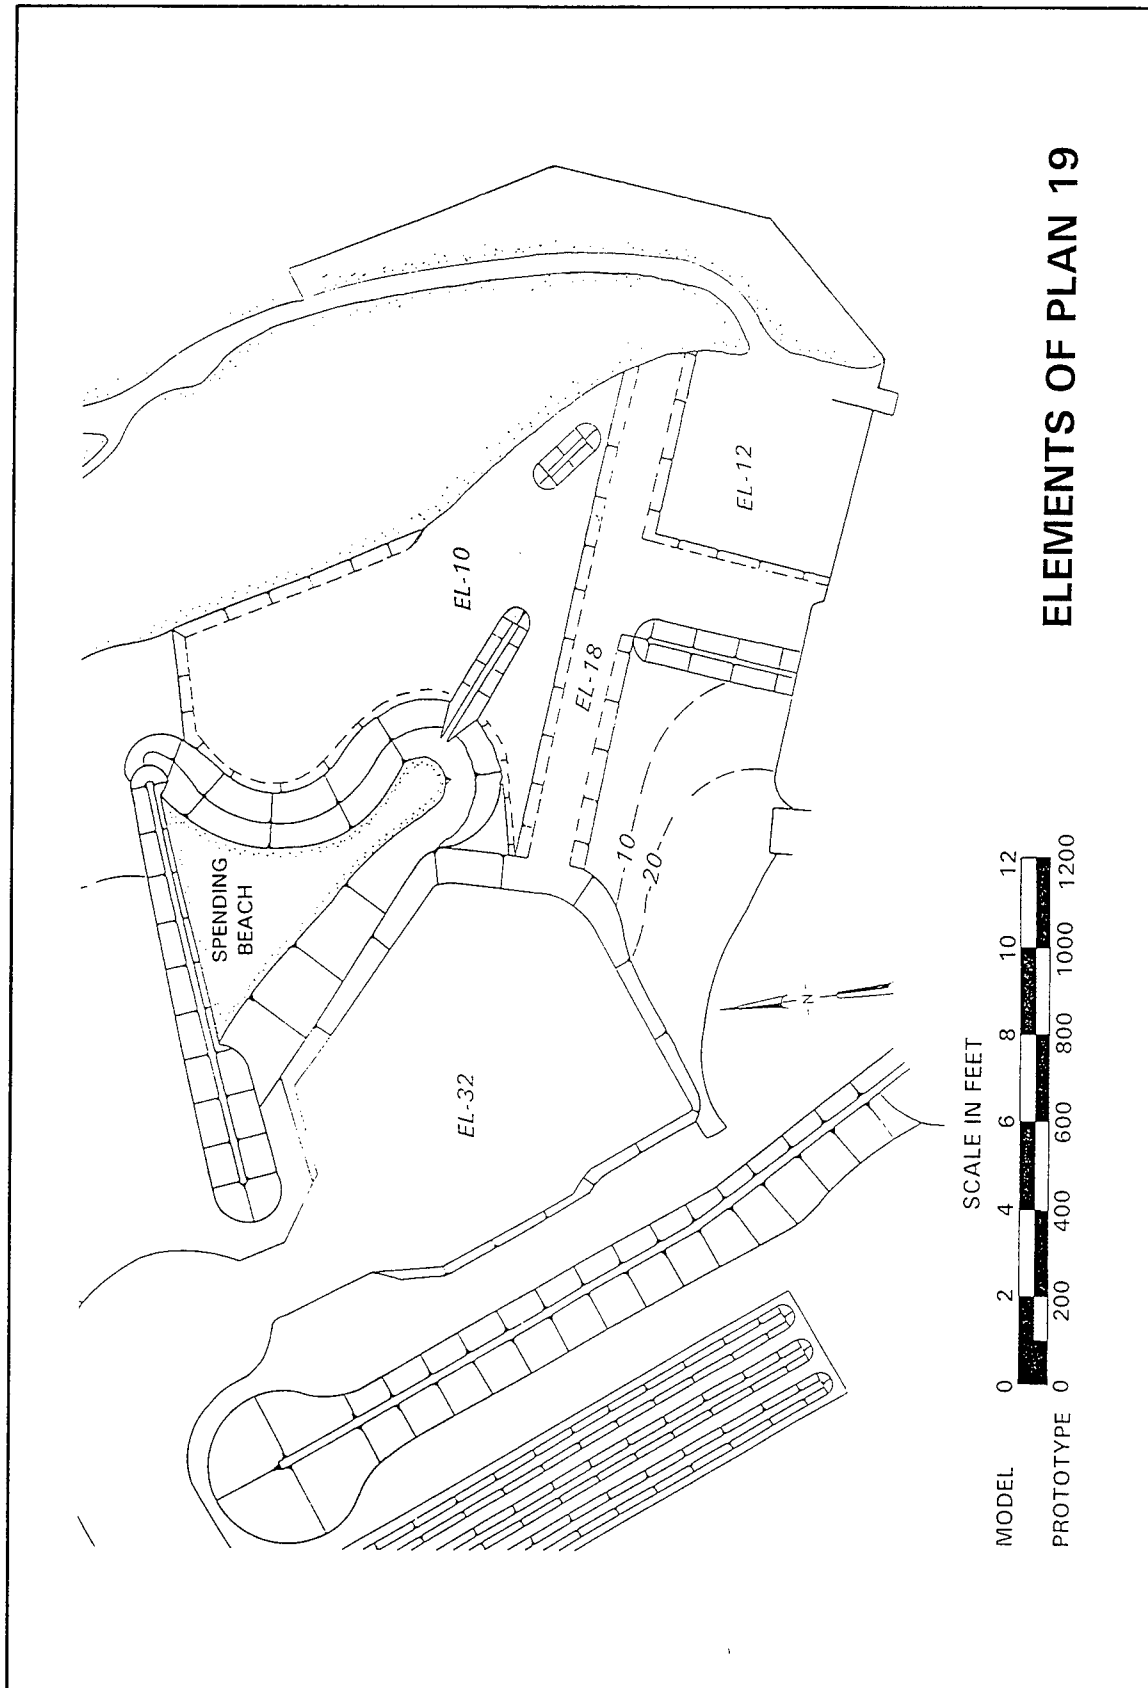 SPENDING
BEACH
EL-10
EL-12
EL-18
EL-32
10
20
N
SCALE IN FEET
MODEL 0 2 4 6 8 10 12
PROTOTYPE 0 200 400 600 800 1000 1200
ELEMENTS OF PLAN 19